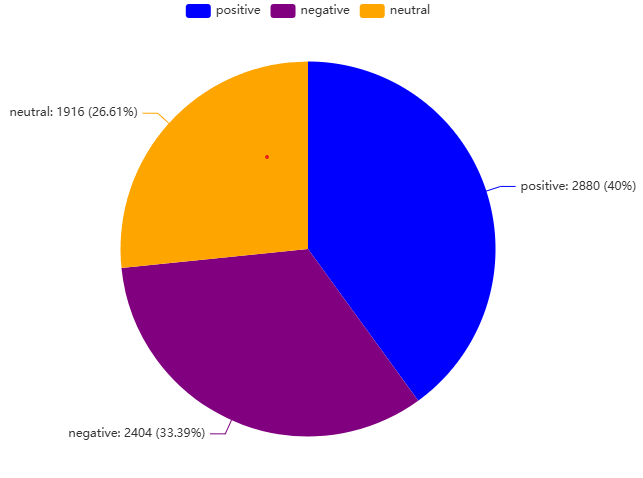 positive negative neutral
neutral: 1916 (26.61%)
positive: 2880 (40%)
negative: 2404 (33.39%)